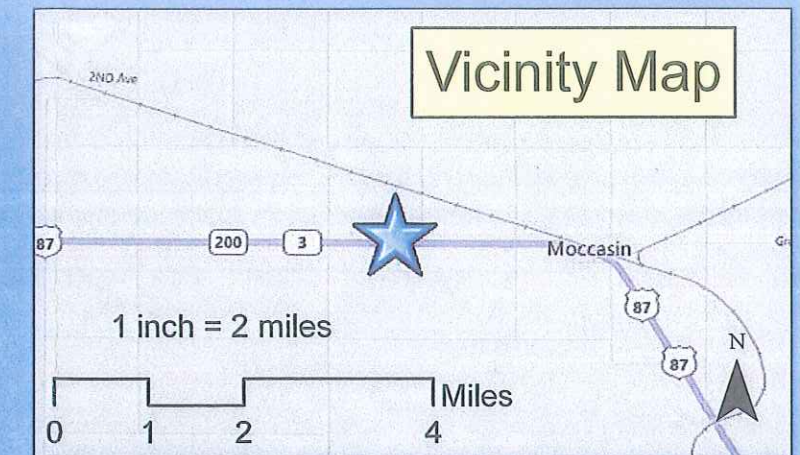 Vicinity Map
2ND Ave
87
200
3
Moccasin
87
1 inch = 2 miles
N
87
Miles
0 1 2 4